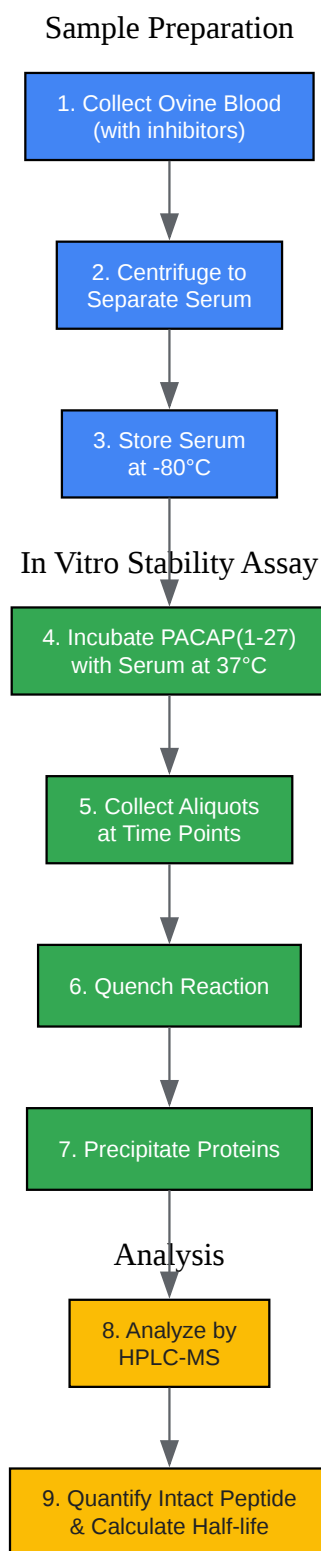 Sample Preparation
1. Collect Ovine Blood
(with inhibitors)
2. Centrifuge to
Separate Serum
3. Store Serum
at -80°C
In Vitro Stability Assay
4. Incubate PACAP(1-27)
with Serum at 37°C
5. Collect Aliquots
at Time Points
6. Quench Reaction
7. Precipitate Proteins
Analysis
8. Analyze by
HPLC-MS
9. Quantify Intact Peptide
& Calculate Half-life